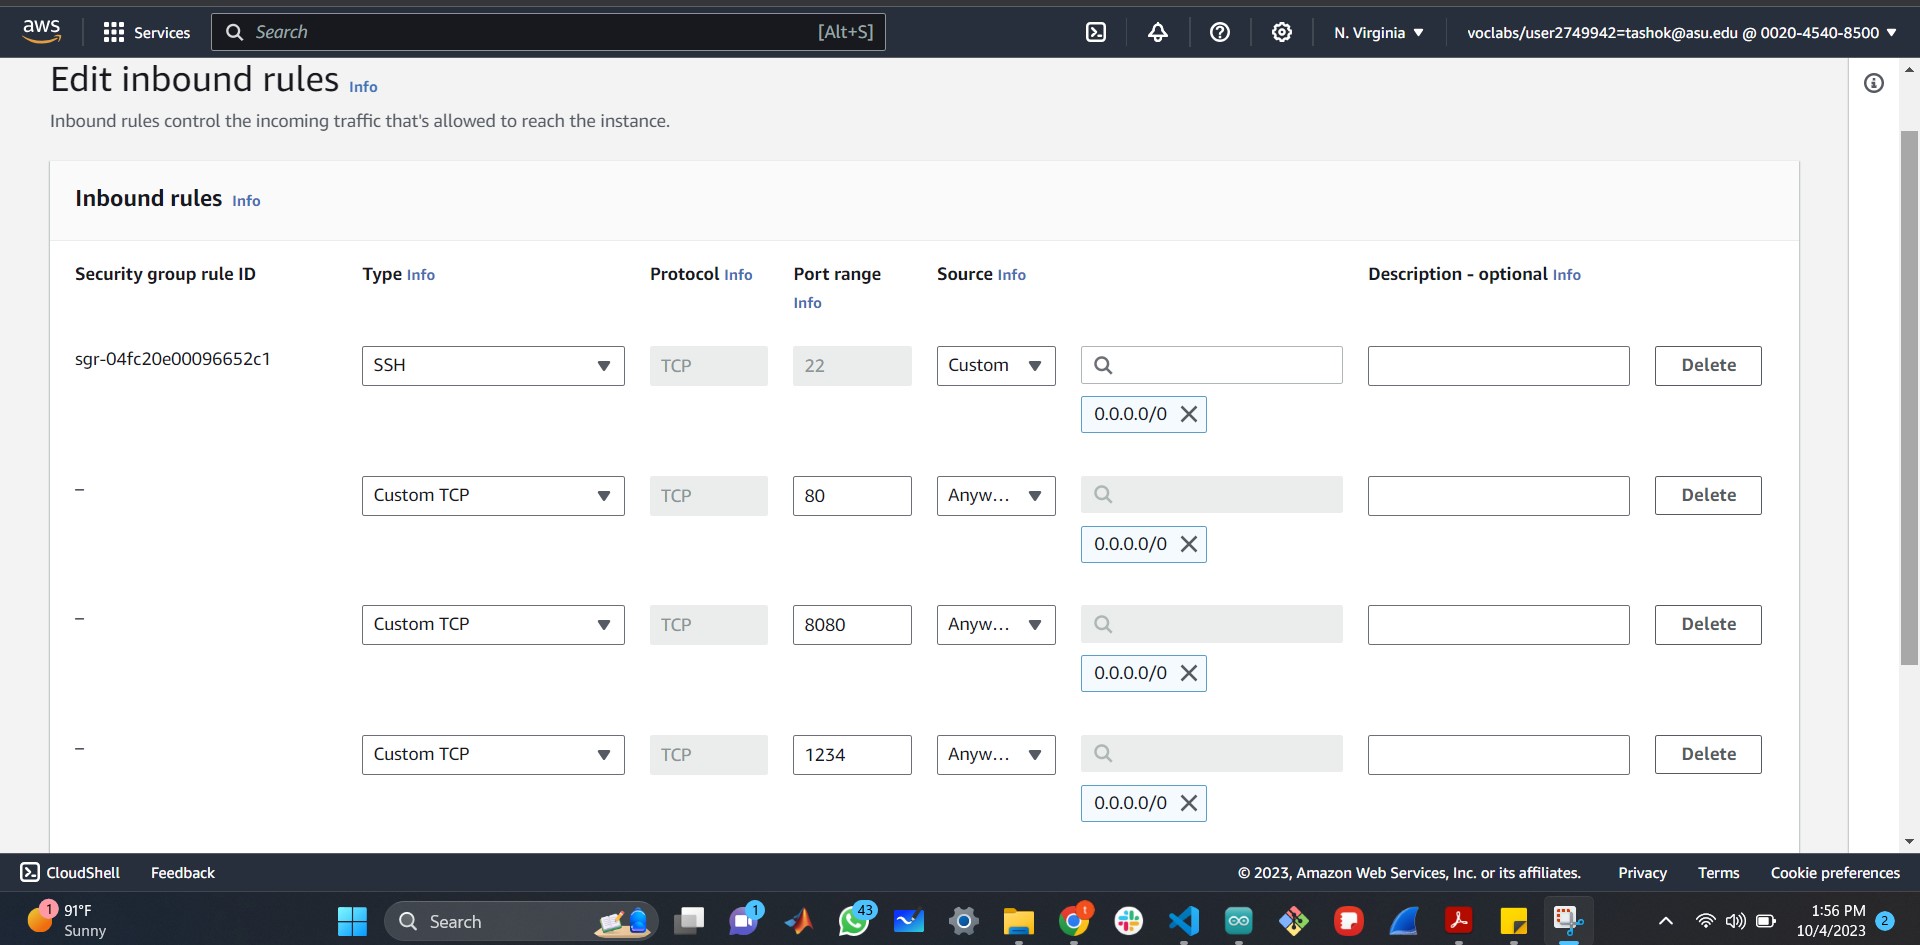 aws
Services
Search [Alt+S]
N. Virginia
voclabs/user2749942=tashok@asu.edu @ 0020-4540-8500
Edit inbound rules Info
Inbound rules control the incoming traffic that's allowed to reach the instance.
Inbound rules Info
Security group rule ID Type Info Protocol Info Port range Info Source Info Description - optional Info
sgr-04fc20e00096652c1 SSH TCP 22 Custom Delete
0.0.0.0/0
– Custom TCP TCP 80 Anyw... Delete
0.0.0.0/0
– Custom TCP TCP 8080 Anyw... Delete
0.0.0.0/0
– Custom TCP TCP 1234 Anyw... Delete
0.0.0.0/0
CloudShell Feedback © 2023, Amazon Web Services, Inc. or its affiliates. Privacy Terms Cookie preferences
1 91°F
Sunny
Search
1
43
t
1:56 PM
10/4/2023
2